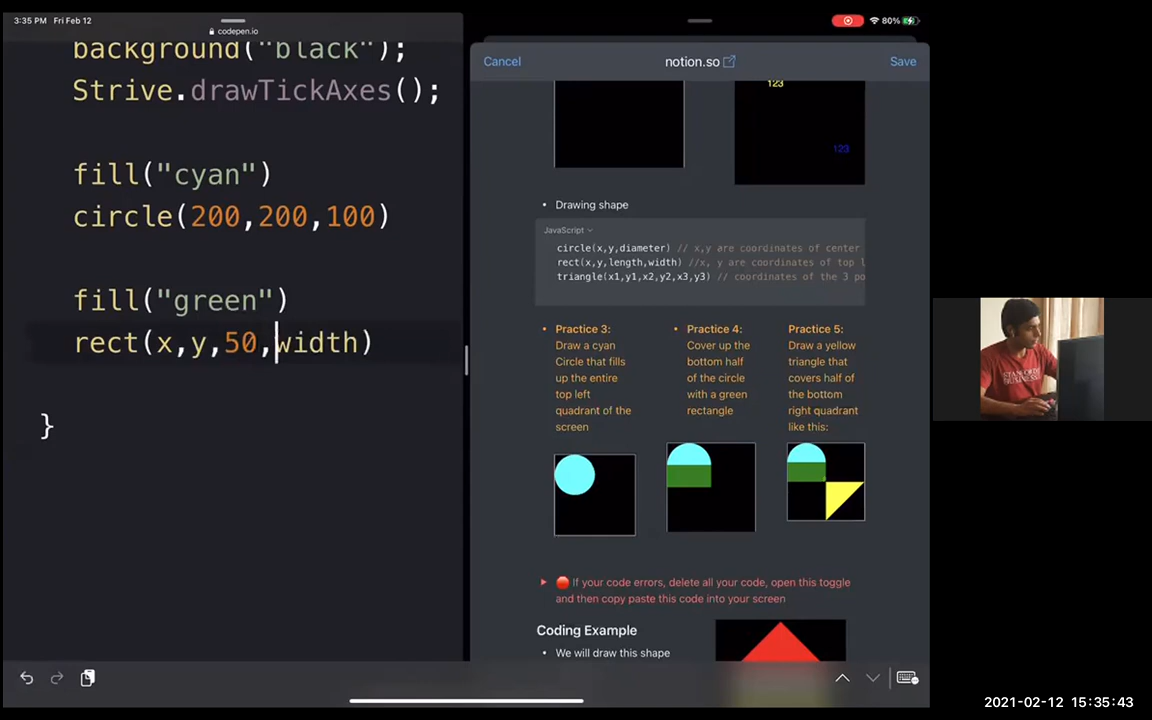 3:35 PM Fri Feb 12
codepen.io
background("black");
Strive.drawTickAxes();
fill("cyan")
circle(200,200,100)
fill("green")
rect(x,y,50,width)
}
80%
Cancel
notion.so
Save
123
123
• Drawing shape
JavaScript
circle(x,y,diameter) // x,y are coordinates of center
rect(x,y,length,width) //x, y are coordinates of top l
triangle(x1,y1,x2,y2,x3,y3) // coordinates of the 3 po
• Practice 3:
Draw a cyan
Circle that fills
up the entire
top left
quadrant of the
screen
• Practice 4:
Cover up the
bottom half
of the circle
with a green
rectangle
Practice 5:
Draw a yellow
triangle that
covers half of
the bottom
right quadrant
like this:
If your code errors, delete all your code, open this toggle
and then copy paste this code into your screen
Coding Example
• We will draw this shape
STANFORD
BUSINESS
2021-02-12 15:35:43